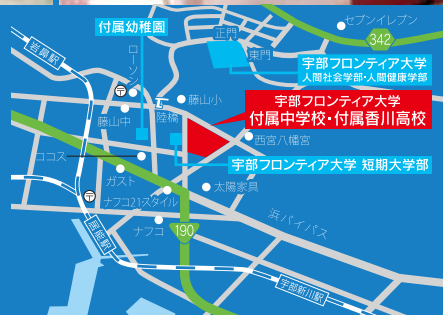 セブンイレブン
正門
付属幼稚園
342
岩鼻駅
東門
宇部フロンティア大学
人間社会学部・人間健康学部
ローソン
〒
藤山小
宇部フロンティア大学
付属中学校・付属香川高校
藤山中
陸橋
西宮八幡宮
ココス
宇部フロンティア大学 短期大学部
ガスト
太陽家具
〒
ナフコ21スタイル
浜バイパス
居能駅
ナフコ
190
宇部新川駅